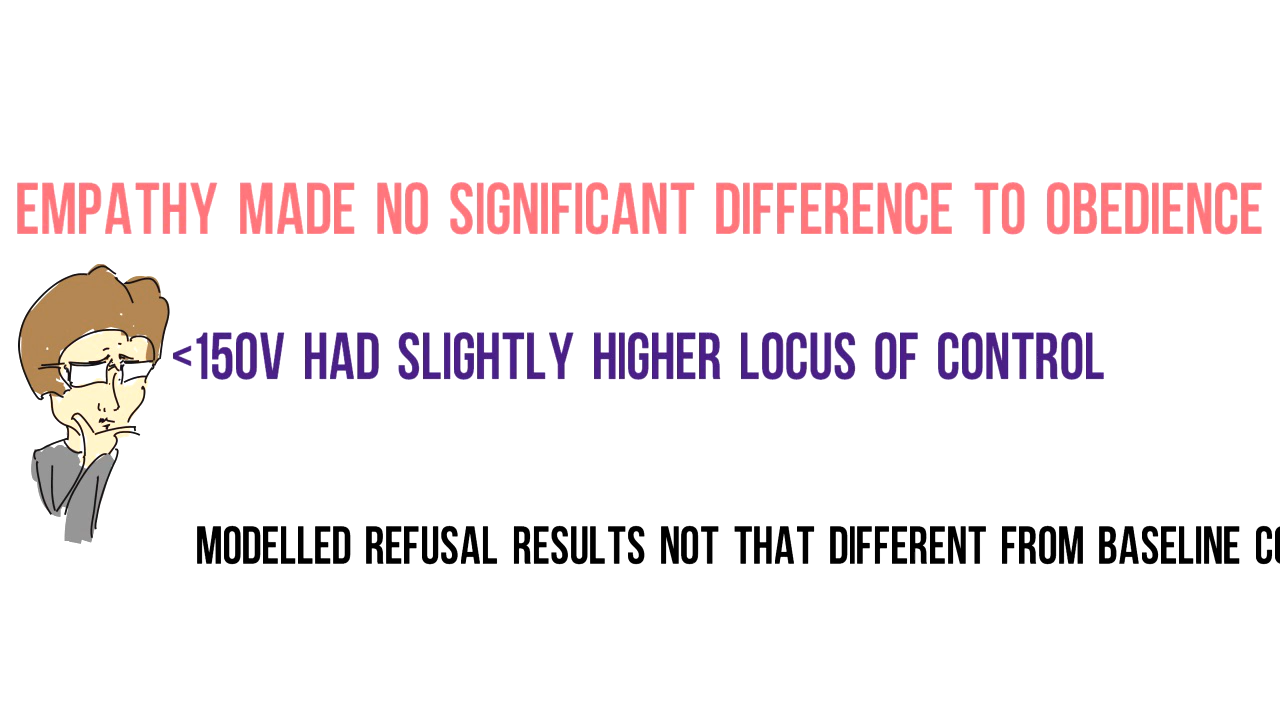 EMPATHY MADE NO SIGNIFICANT DIFFERENCE TO OBEDIENCE
<150V HAD SLIGHTLY HIGHER LOCUS OF CONTROL
MODELLED REFUSAL RESULTS NOT THAT DIFFERENT FROM BASELINE